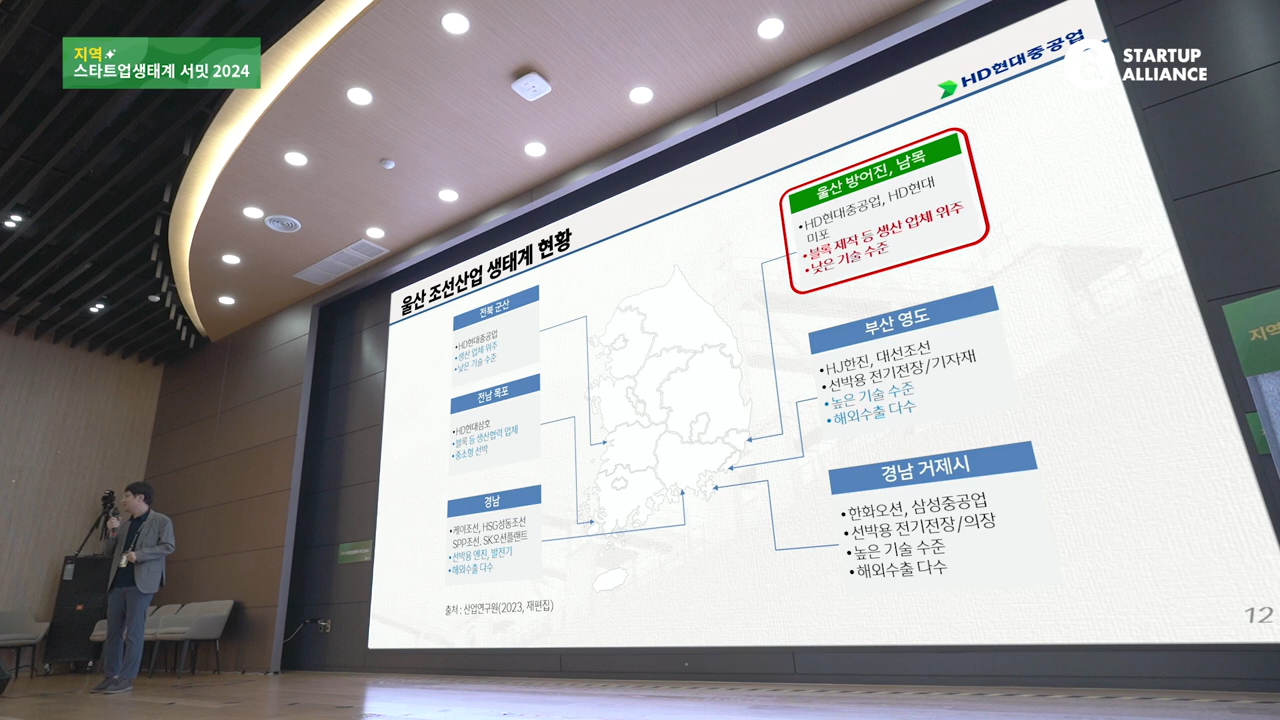 지역
스타트업생태계 서밋 2024
STARTUP
ALLIANCE
HD현대중공업
울산 조선산업 생태계 현황
전북 군산
•HD현대중공업
•생산 업체 위주
•낮은 기술 수준
전남 목포
•HD현대삼호
•블록 등 생산협력 업체
•중소형 선박
경남
•케이조선, HSG성동조선
SPP조선, SK오션플랜트
•선박용 엔진, 발전기
•해외수출 다수
출처 : 산업연구원(2023, 재편집)
울산 방어진, 남목
•HD현대중공업, HD현대
미포
•블록 제작 등 생산 업체 위주
•낮은 기술 수준
부산 영도
•HJ한진, 대선조선
•선박용 전기전장/기자재
•높은 기술 수준
•해외수출 다수
경남 거제시
•한화오션, 삼성중공업
•선박용 전기전장/의장
•높은 기술 수준
•해외수출 다수
12
지역